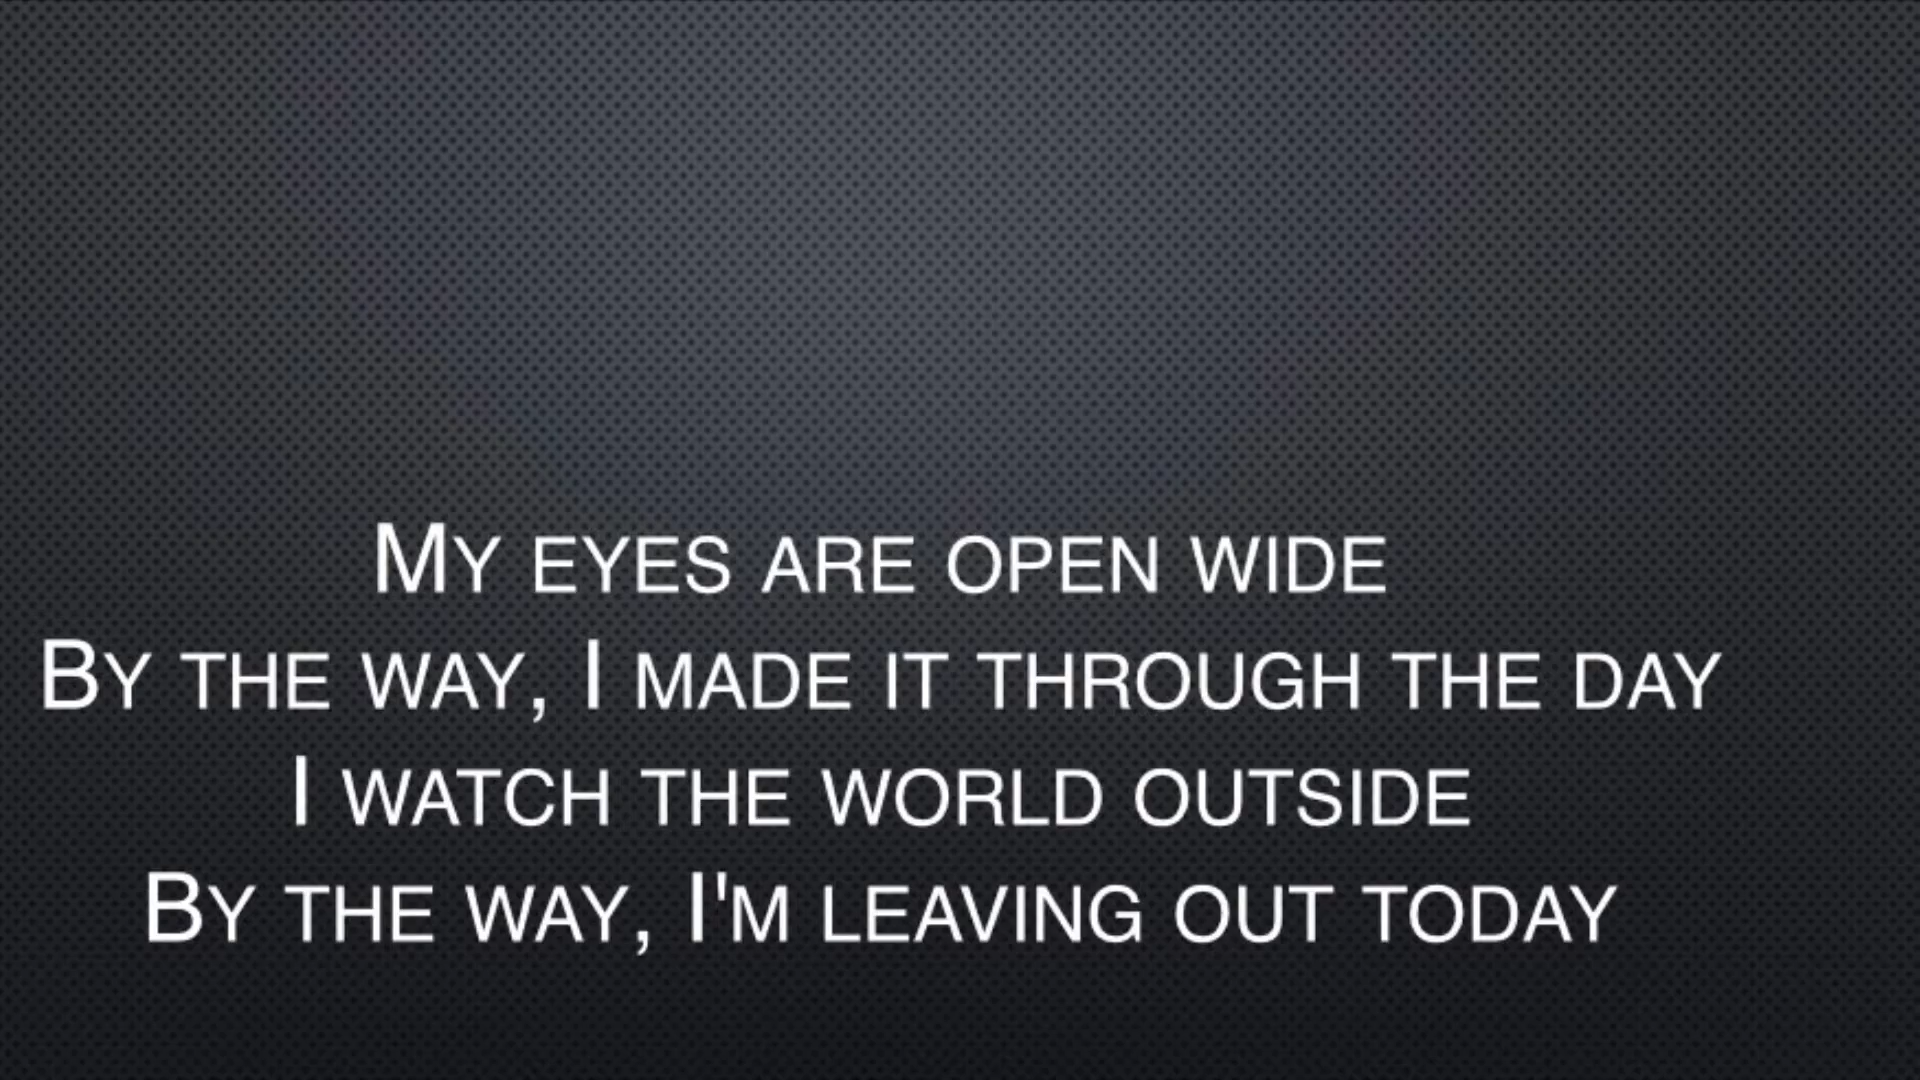 My eyes are open wide
By the way, I made it through the day
I watch the world outside
By the way, I'm leaving out today